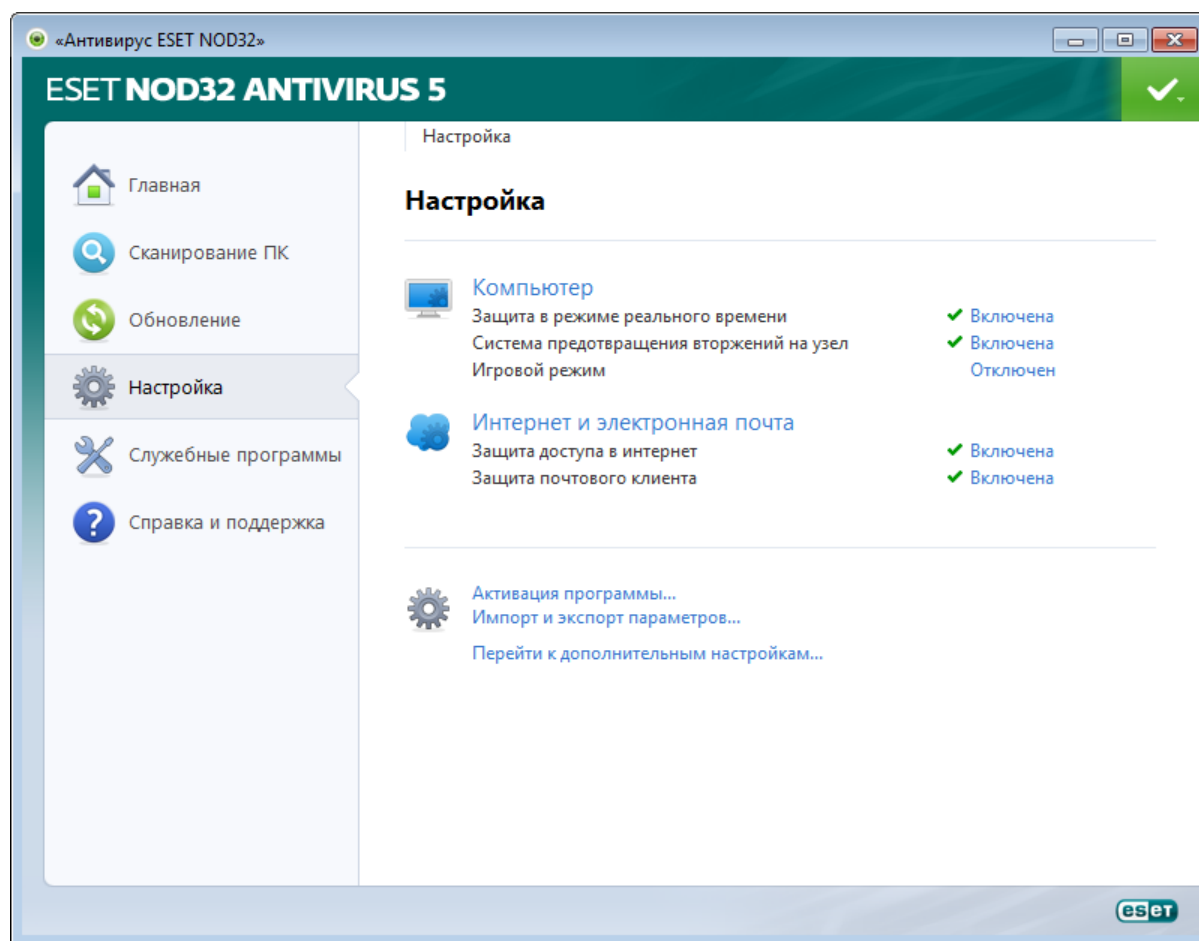 «Антивирус ESET NOD32»
ESET NOD32 ANTIVIRUS 5
Главная
Сканирование ПК
Обновление
Настройка
Служебные программы
Справка и поддержка
Настройка
Настройка
Компьютер
Защита в режиме реального времени Включена
Система предотвращения вторжений на узел Включена
Игровой режим Отключен
Интернет и электронная почта
Защита доступа в интернет Включена
Защита почтового клиента Включена
Активация программы...
Импорт и экспорт параметров...
Перейти к дополнительным настройкам...
eseT